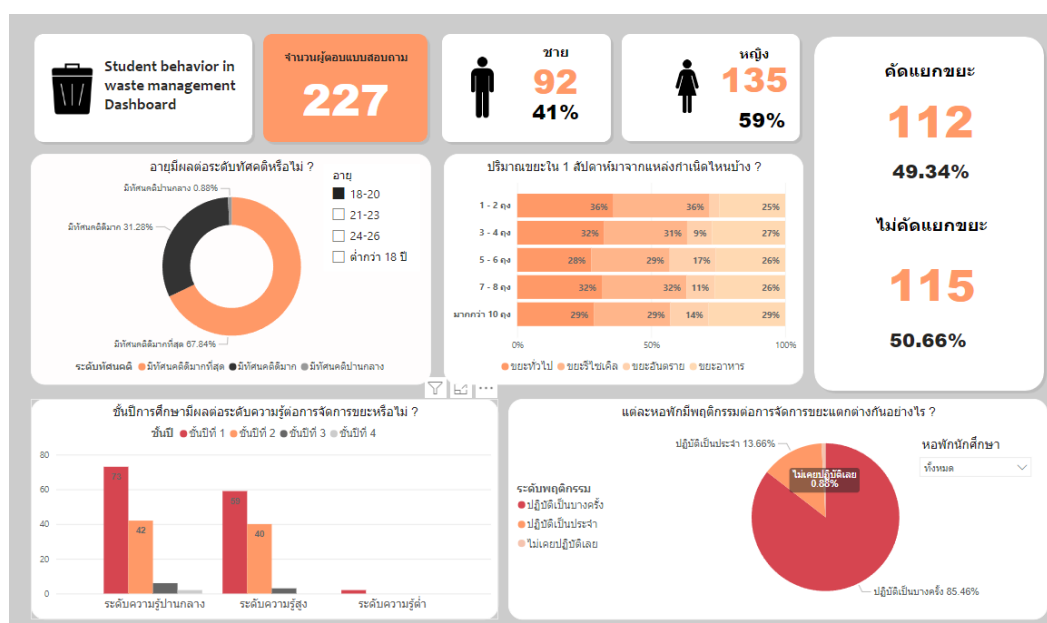 Student behavior in
waste management
Dashboard
จำนวนผู้ตอบแบบสอบถาม
227
ชาย
92
41%
หญิง
135
59%
คัดแยกขยะ
112
49.34%
ไม่คัดแยกขยะ
115
50.66%
อายุมีผลต่อระดับทัศคติหรือไม่ ?
มีทัศนคติปานกลาง 0.88%
มีทัศนคติดีมาก 31.28%
มีทัศนคติดีมากที่สุด 67.84%
อายุ
18-20
21-23
24-26
ต่ำกว่า 18 ปี
ระดับทัศนคติ มีทัศนคติดีมากที่สุด มีทัศนคติดีมาก มีทัศนคติปานกลาง
ปริมาณขยะใน 1 สัปดาห์มาจากแหล่งกำเนิดไหนบ้าง ?
1 - 2 ถุง 36% 36% 25%
3 - 4 ถุง 32% 31% 9% 27%
5 - 6 ถุง 28% 29% 17% 26%
7 - 8 ถุง 32% 32% 11% 26%
มากกว่า 10 ถุง 29% 29% 14% 29%
0% 50% 100%
ขยะทั่วไป ขยะรีไซเคิล ขยะอันตราย ขยะอาหาร
ชั้นปีการศึกษามีผลต่อระดับความรู้ต่อการจัดการขยะหรือไม่ ?
ชั้นปี ชั้นปีที่ 1 ชั้นปีที่ 2 ชั้นปีที่ 3 ชั้นปีที่ 4
80
60
40
20
0
73
42
59
40
ระดับความรู้ปานกลาง ระดับความรู้สูง ระดับความรู้ต่ำ
แต่ละหอพักมีพฤติกรรมต่อการจัดการขยะแตกต่างกันอย่างไร ?
ปฏิบัติเป็นประจำ 13.66%
ไม่เคยปฏิบัติเลย
0.88%
ปฏิบัติเป็นบางครั้ง 85.46%
ระดับพฤติกรรม
ปฏิบัติเป็นบางครั้ง
ปฏิบัติเป็นประจำ
ไม่เคยปฏิบัติเลย
หอพักนักศึกษา
ทั้งหมด